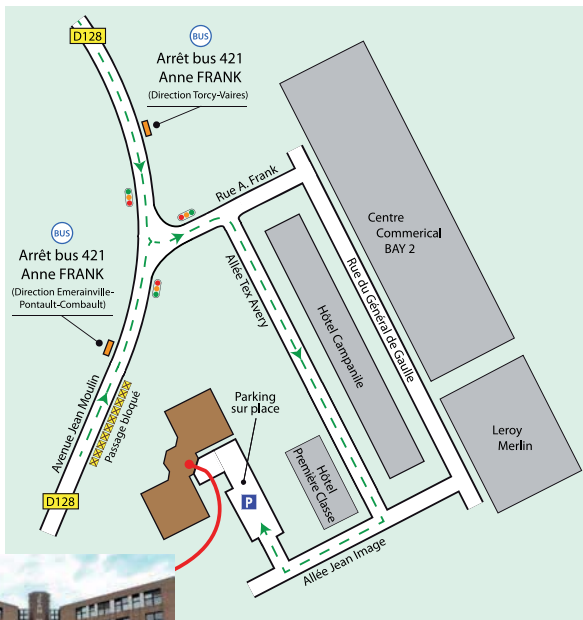 D128
BUS
Arrêt bus 421
Anne FRANK
(Direction Torcy-Vaires)
Rue A. Frank
BUS
Arrêt bus 421
Anne FRANK
(Direction Emerainville-
Pontault-Combault)
Centre
Commerical
BAY 2
Allée Tex Avery
Rue du Général de Gaulle
Hôtel Campanile
Avenue Jean Moulin
Passage bloqué
Parking
sur place
Leroy
Merlin
Hôtel
Première Classe
P
D128
Allée Jean Image